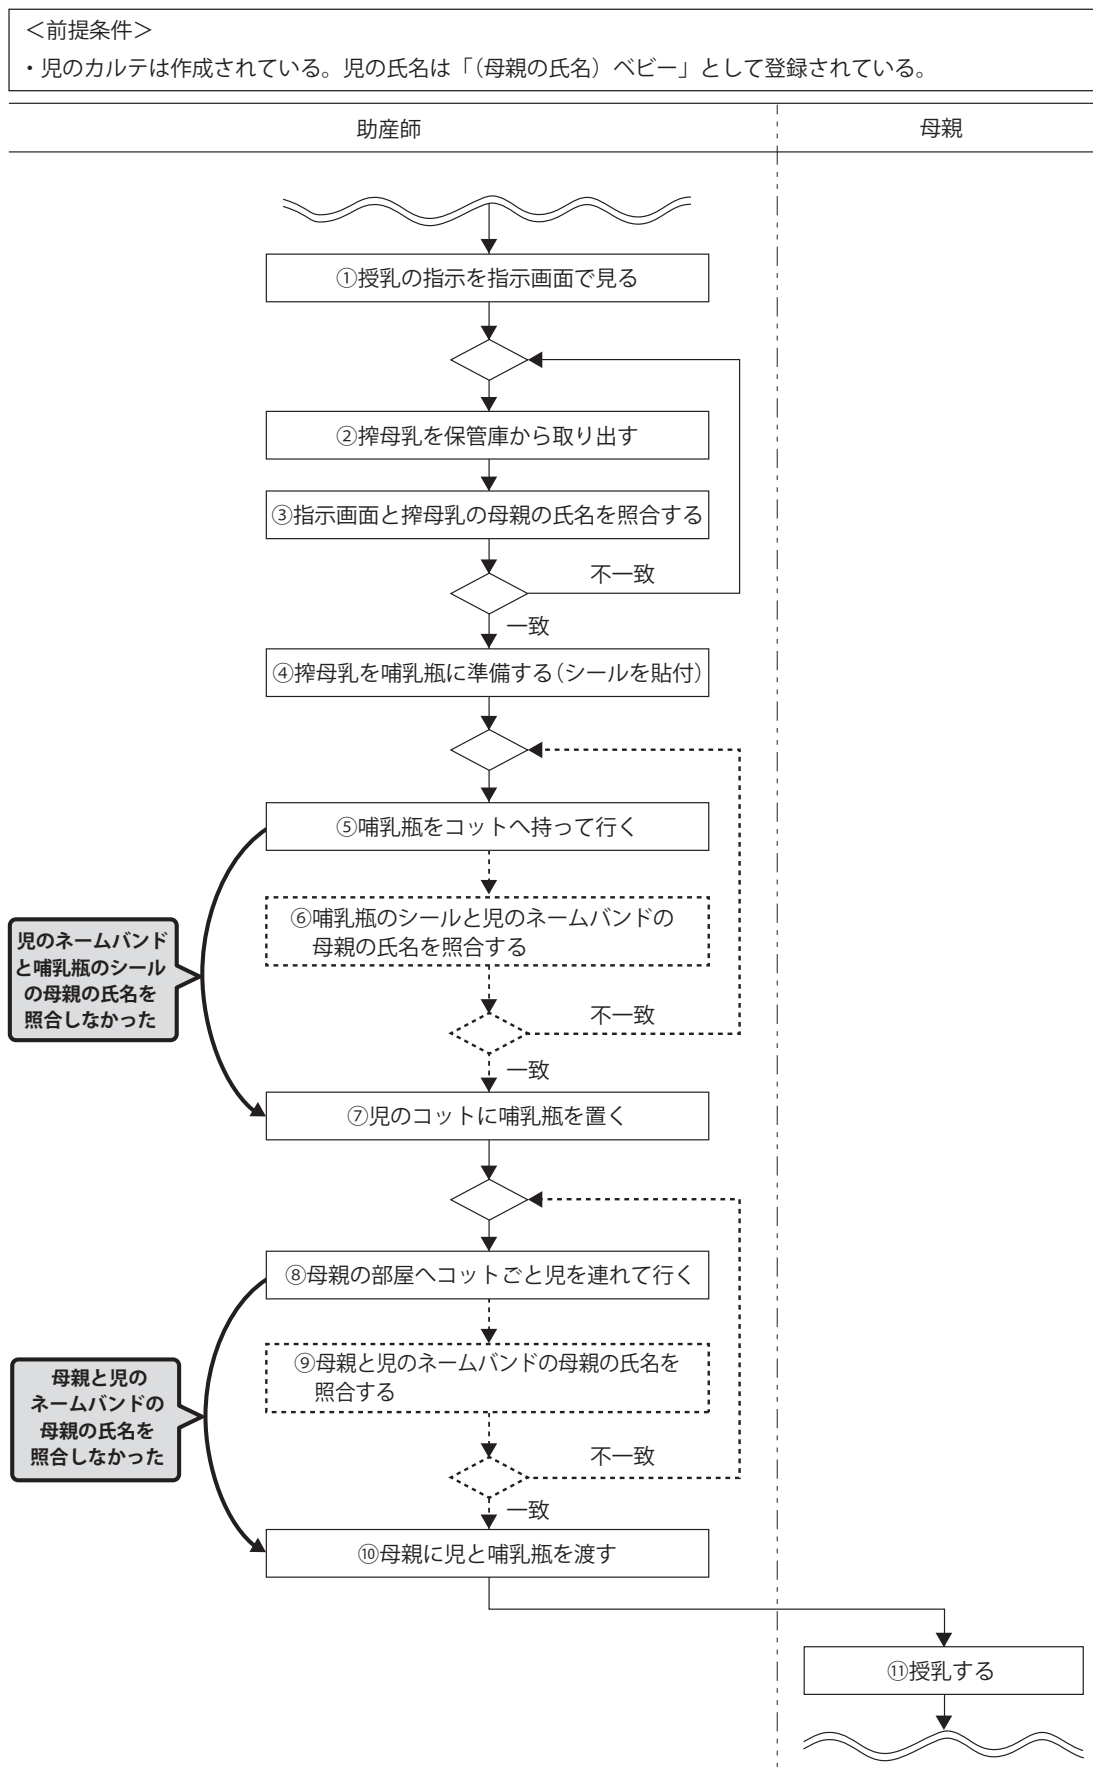 ＜前提条件＞
・児のカルテは作成されている。児の氏名は「（母親の氏名）ベビー」として登録されている。
助産師
母親
①授乳の指示を指示画面で見る
②搾母乳を保管庫から取り出す
③指示画面と搾母乳の母親の氏名を照合する
不一致
一致
④搾母乳を哺乳瓶に準備する（シールを貼付）
⑤哺乳瓶をコットへ持って行く
⑥哺乳瓶のシールと児のネームバンドの
母親の氏名を照合する
児のネームバンド
と哺乳瓶のシール
の母親の氏名を
照合しなかった
不一致
一致
⑦児のコットに哺乳瓶を置く
⑧母親の部屋へコットごと児を連れて行く
⑨母親と児のネームバンドの母親の氏名を
照合する
母親と児の
ネームバンドの
母親の氏名を
照合しなかった
不一致
一致
⑩母親に児と哺乳瓶を渡す
⑪授乳する